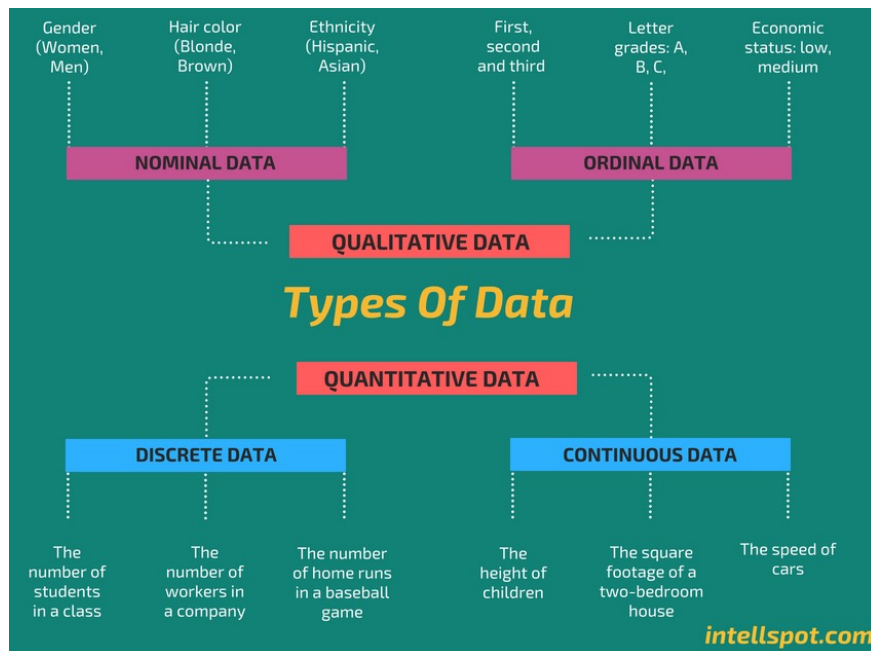 Gender
(Women,
Men)
Hair color
(Blonde,
Brown)
Ethnicity
(Hispanic,
Asian)
First,
second
and third
Letter
grades: A,
B, C,
Economic
status: low,
medium
NOMINAL DATA
ORDINAL DATA
QUALITATIVE DATA
Types Of Data
QUANTITATIVE DATA
DISCRETE DATA
CONTINUOUS DATA
The
number of
students
in a class
The
number of
workers in
a company
The number
of home runs
in a baseball
game
The
height of
children
The square
footage of a
two-bedroom
house
The speed of
cars
intellspot.com